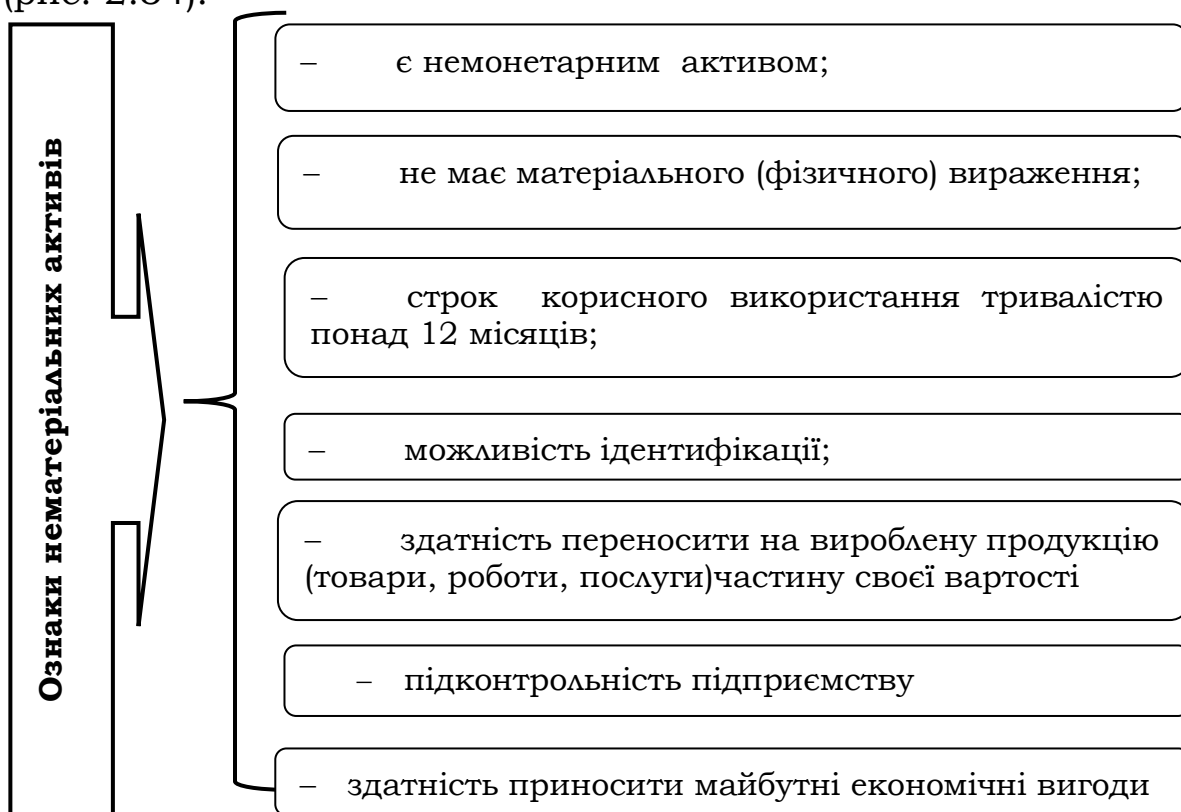 (рис. 2.64).
Ознаки нематеріальних активів
– є немонетарним активом;
– не має матеріального (фізичного) вираження;
– строк корисного використання тривалістю
понад 12 місяців;
– можливість ідентифікації;
– здатність переносити на вироблену продукцію
(товари, роботи, послуги)частину своєї вартості
– підконтрольність підприємству
– здатність приносити майбутні економічні вигоди